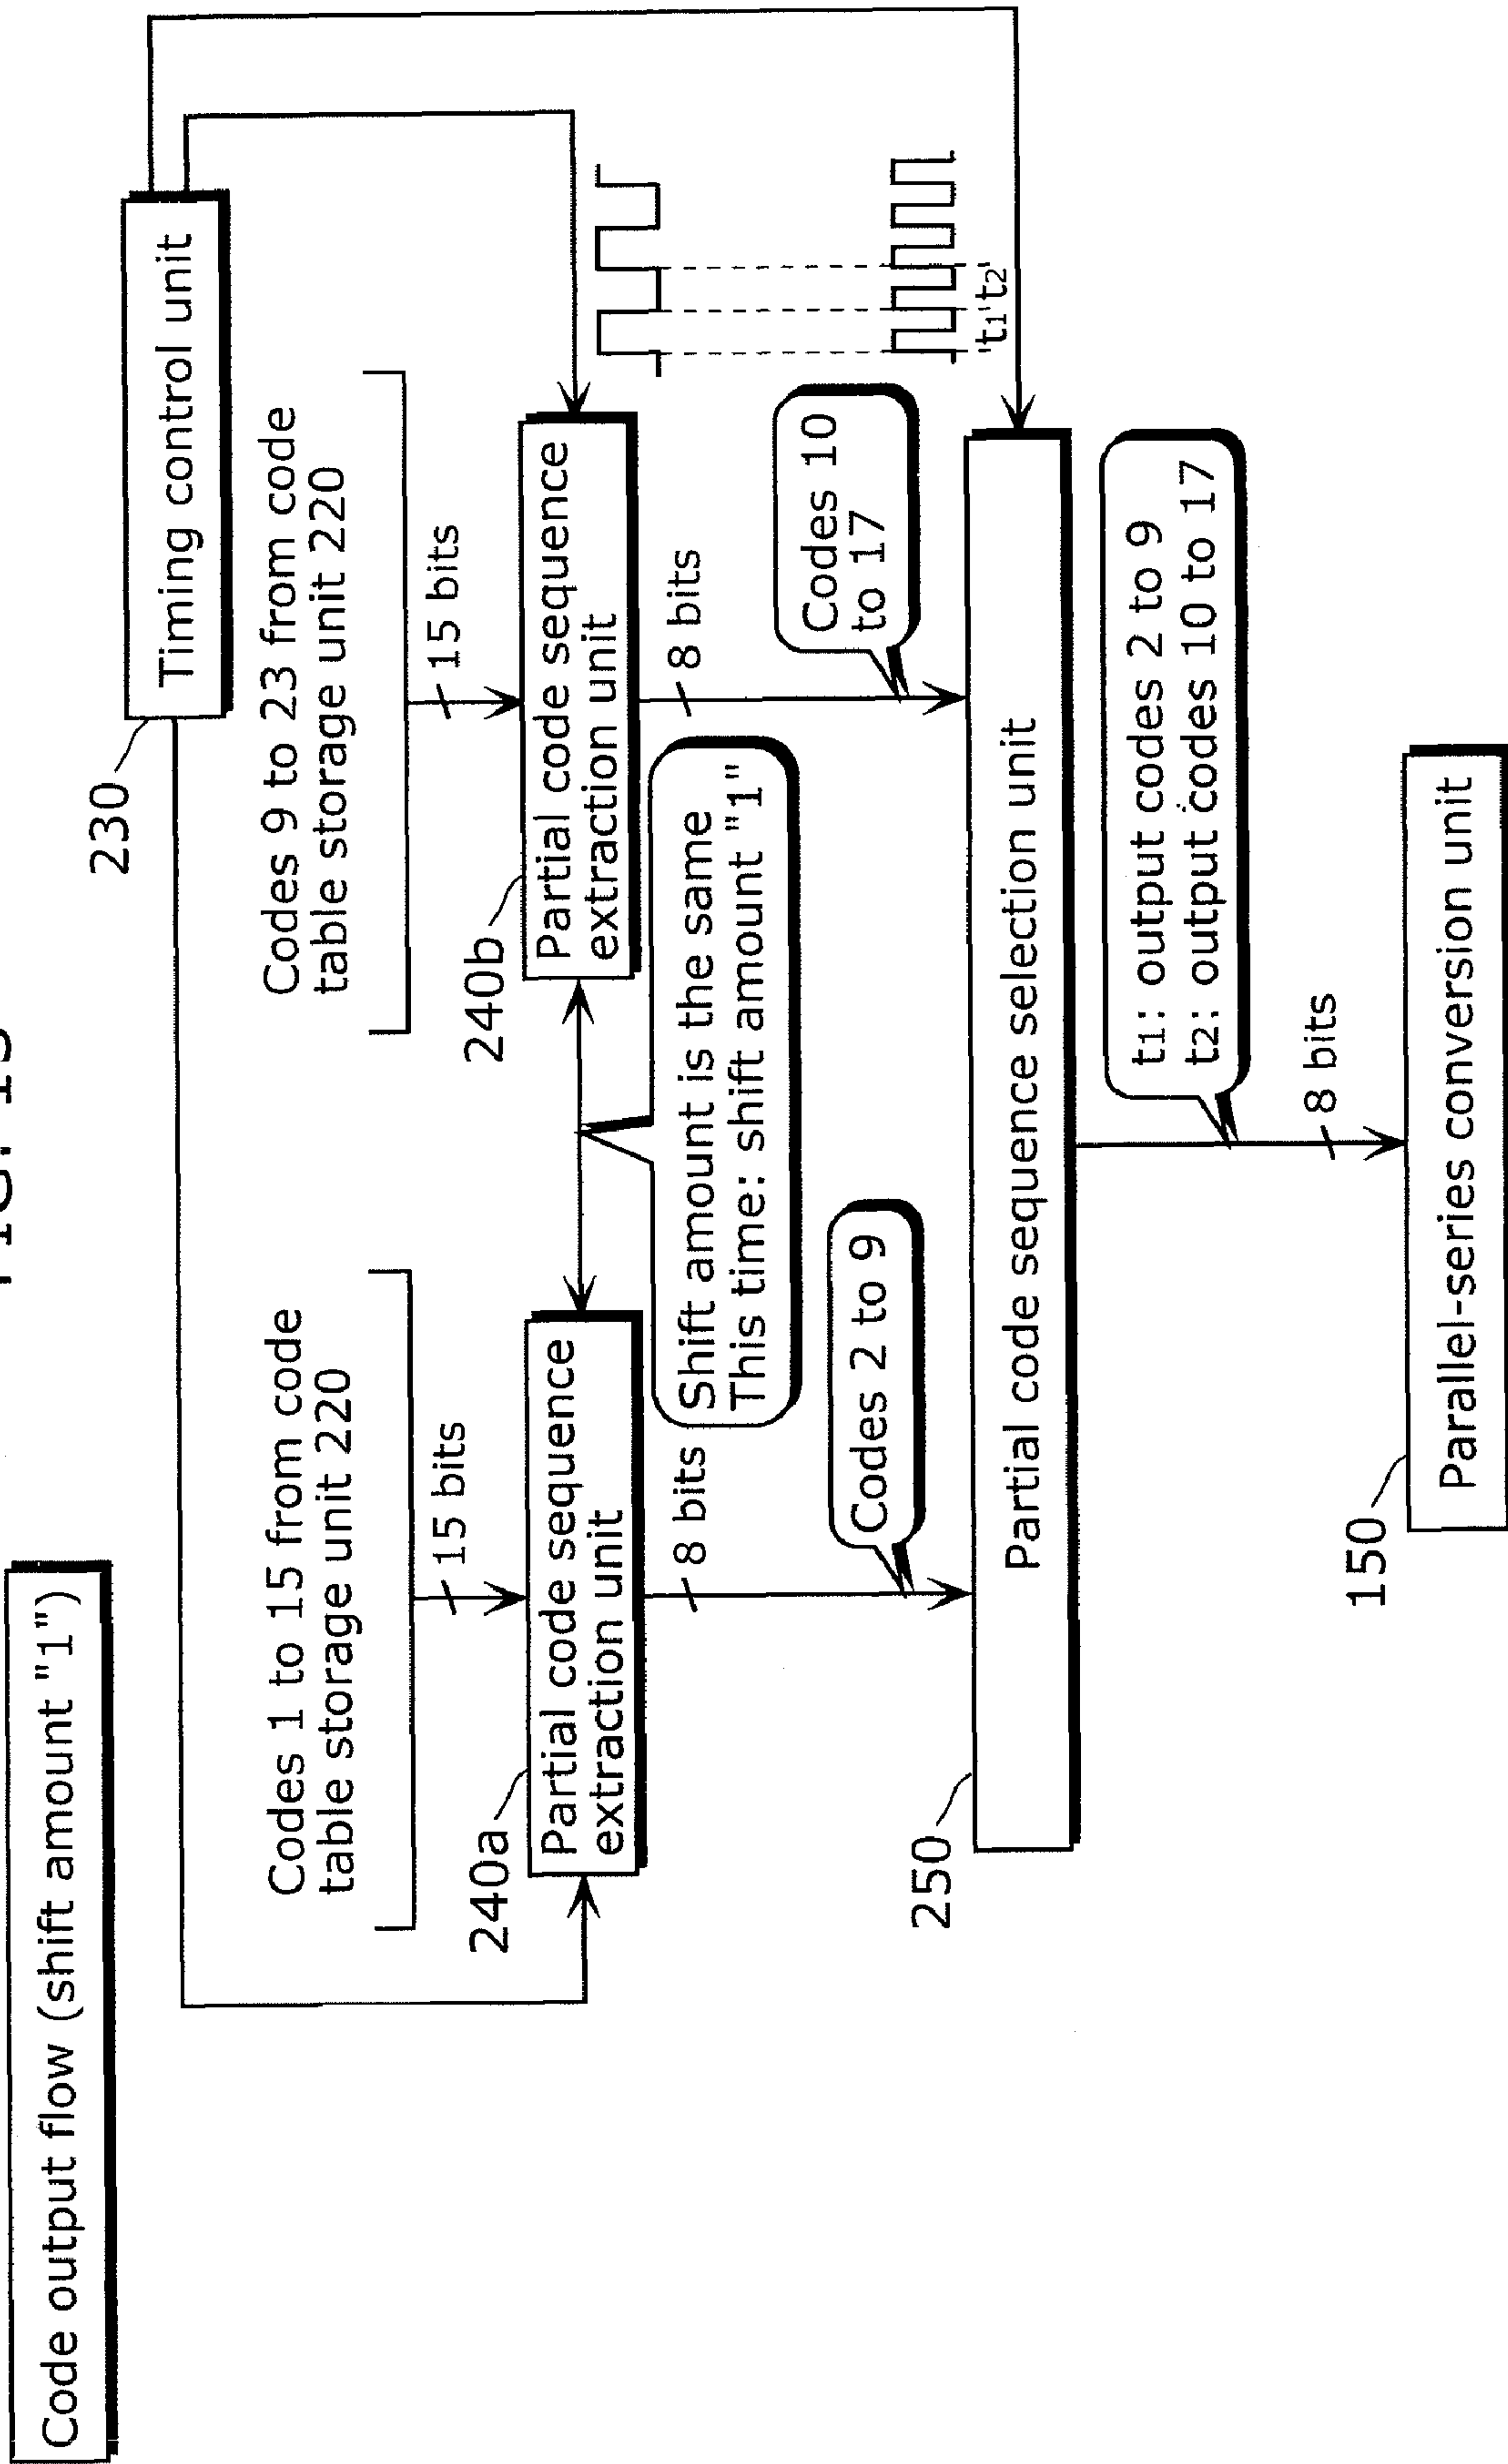 Code output flow (shift amount "1")
230
Timing control unit
Codes 1 to 15 from code
table storage unit 220
Codes 9 to 23 from code
table storage unit 220
15 bits
15 bits
240a
Partial code sequence
extraction unit
240b
Partial code sequence
extraction unit
8 bits
Shift amount is the same
This time: shift amount "1"
8 bits
Codes 2 to 9
Codes 10
to 17
t1 t2
250
Partial code sequence selection unit
t1: output codes 2 to 9
t2: output codes 10 to 17
8 bits
150
Parallel-series conversion unit